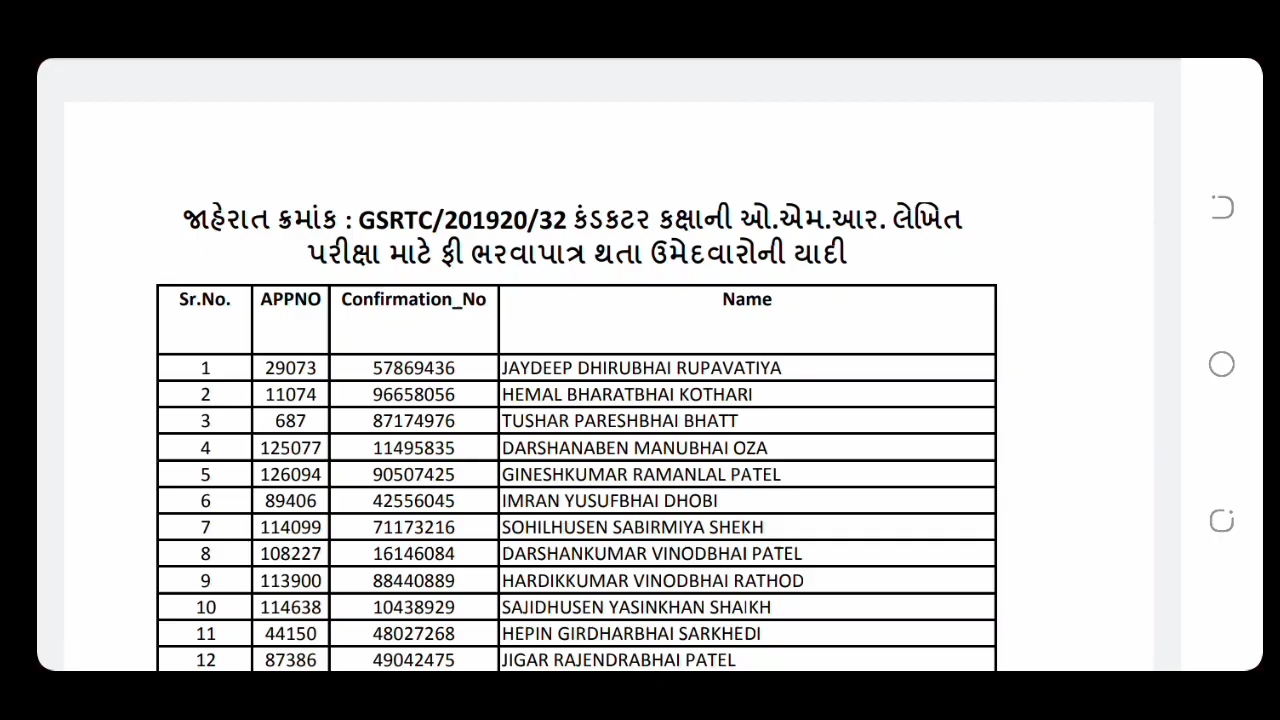 જાહેરાત ક્રમાંક : GSRTC/201920/32 કંડકટર કક્ષાની ઓ.એમ.આર. લેખિત
પરીક્ષા માટે ફી ભરવાપાત્ર થતા ઉમેદવારોની યાદી
Sr.No. APPNO Confirmation_No Name
1 29073 57869436 JAYDEEP DHIRUBHAI RUPAVATIYA
2 11074 96658056 HEMAL BHARATBHAI KOTHARI
3 687 87174976 TUSHAR PARESHBHAI BHATT
4 125077 11495835 DARSHANABEN MANUBHAI OZA
5 126094 90507425 GINESHKUMAR RAMANLAL PATEL
6 89406 42556045 IMRAN YUSUFBHAI DHOBI
7 114099 71173216 SOHILHUSEN SABIRMIYA SHEKH
8 108227 16146084 DARSHANKUMAR VINODBHAI PATEL
9 113900 88440889 HARDIKKUMAR VINODBHAI RATHOD
10 114638 10438929 SAJIDHUSEN YASINKHAN SHAIKH
11 44150 48027268 HEPIN GIRDHARBHAI SARKHEDI
12 87386 49042475 JIGAR RAJENDRABHAI PATEL